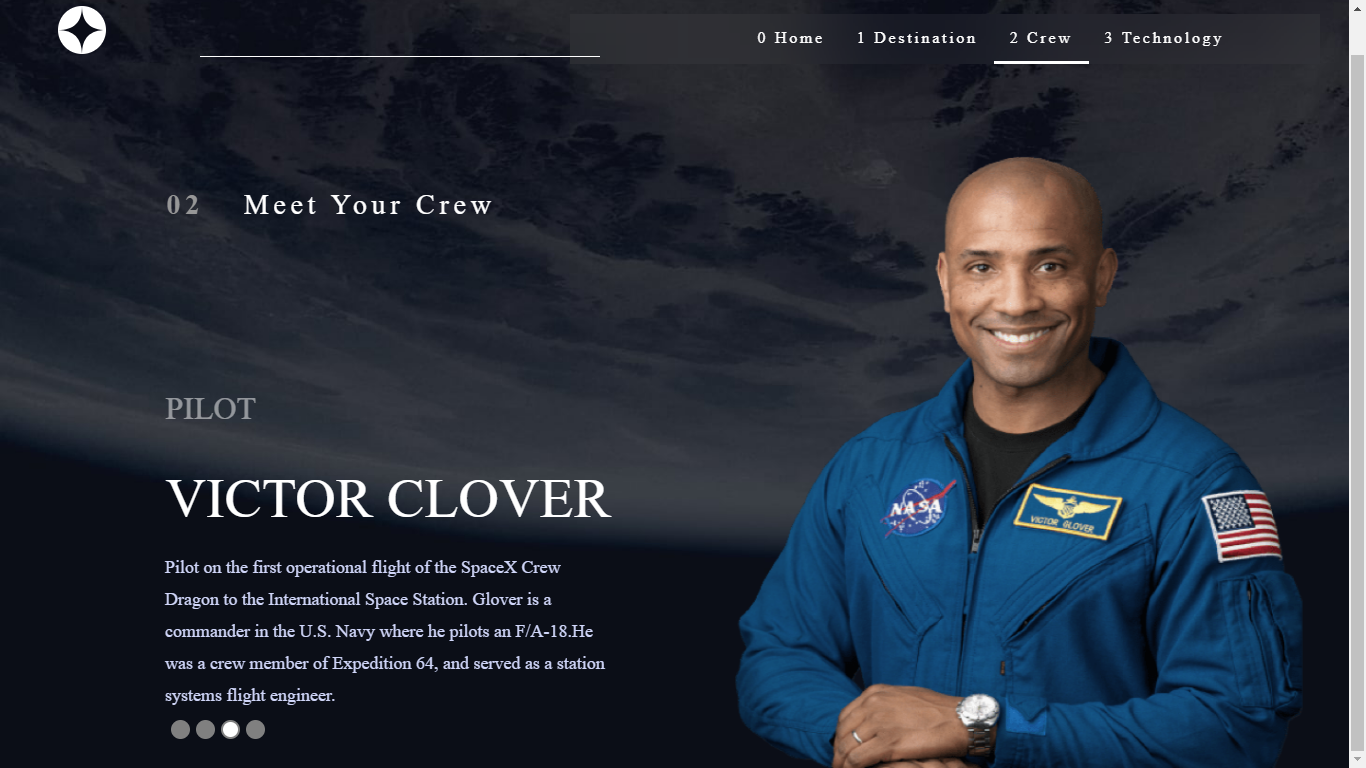 0 Home 1 Destination 2 Crew 3 Technology
02 Meet Your Crew
PILOT
VICTOR CLOVER
NASA
VICTOR GLOVER
Pilot on the first operational flight of the SpaceX Crew
Dragon to the International Space Station. Glover is a
commander in the U.S. Navy where he pilots an F/A-18.He
was a crew member of Expedition 64, and served as a station
systems flight engineer.